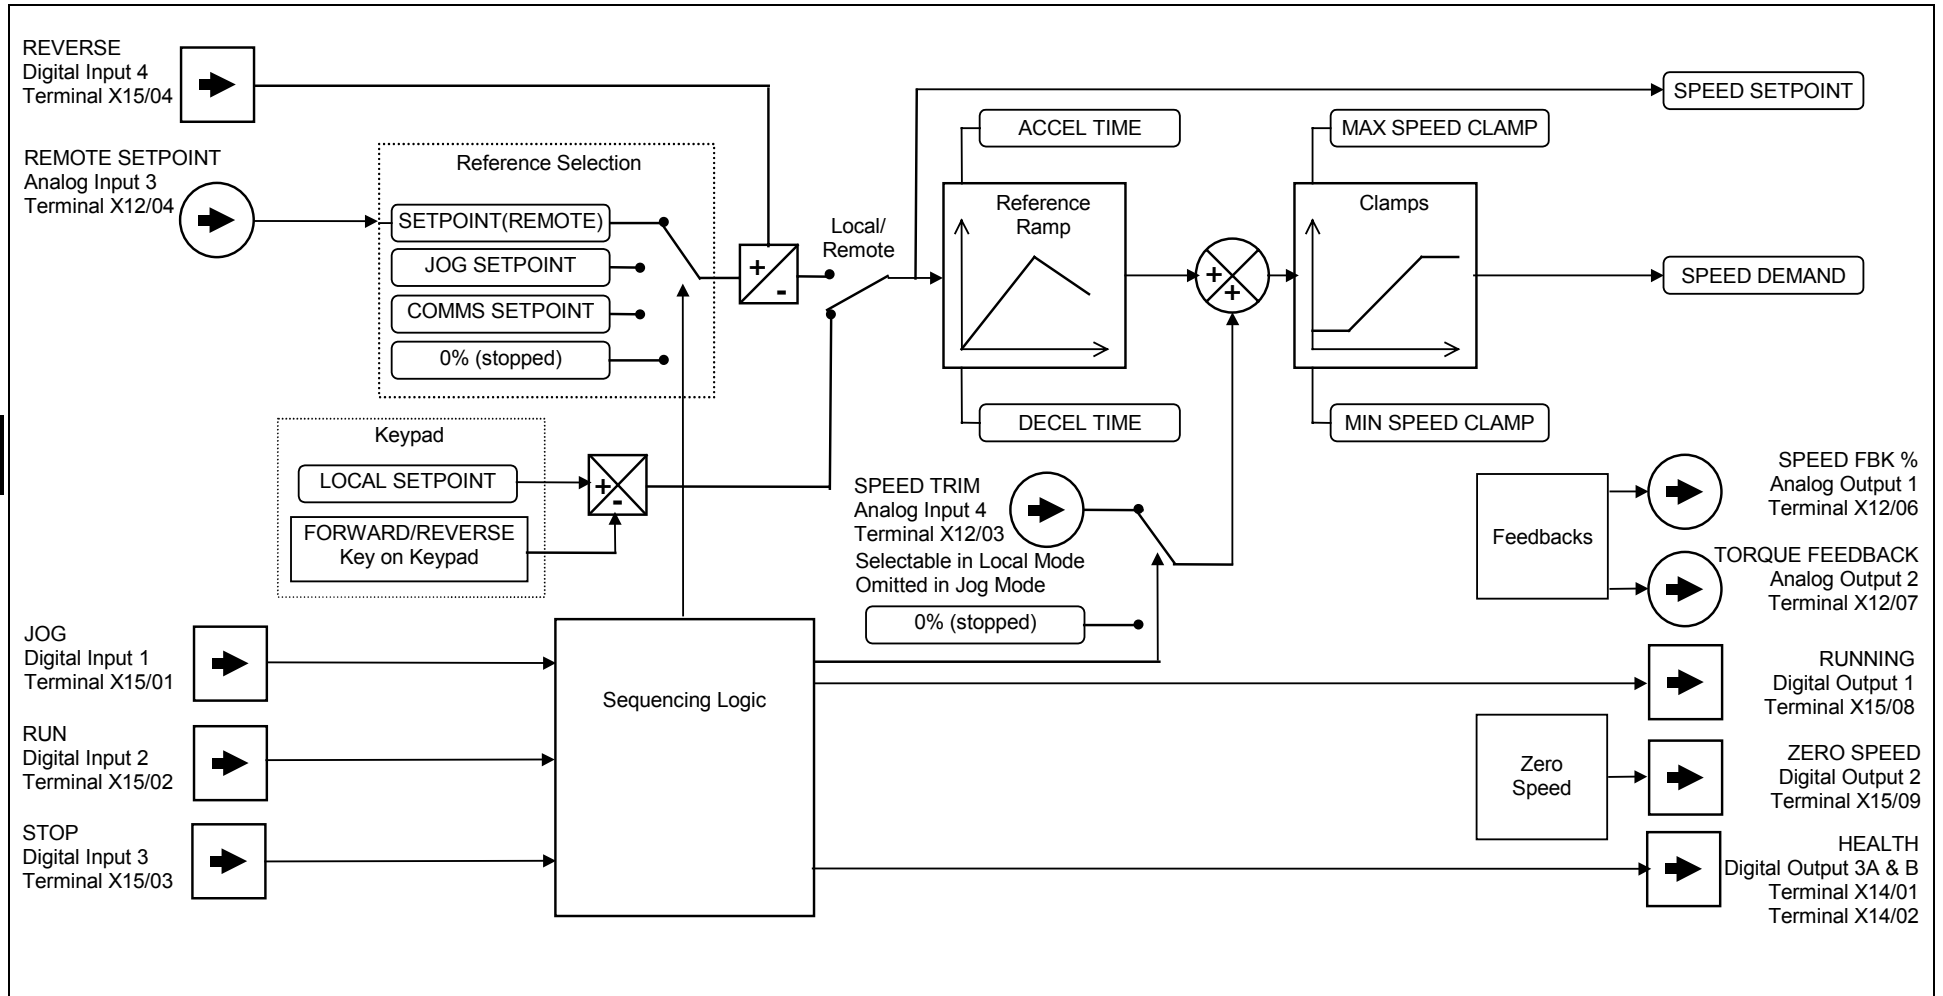 REVERSE
Digital Input 4
Terminal X15/04
REMOTE SETPOINT
Analog Input 3
Terminal X12/04
Reference Selection
SETPOINT(REMOTE)
JOG SETPOINT
COMMS SETPOINT
0% (stopped)
+
-
Local/
Remote
Keypad
LOCAL SETPOINT
FORWARD/REVERSE
Key on Keypad
+
-
ACCEL TIME
Reference
Ramp
DECEL TIME
+
+
MAX SPEED CLAMP
Clamps
MIN SPEED CLAMP
SPEED SETPOINT
SPEED DEMAND
SPEED TRIM
Analog Input 4
Terminal X12/03
Selectable in Local Mode
Omitted in Jog Mode
0% (stopped)
Feedbacks
SPEED FBK %
Analog Output 1
Terminal X12/06
TORQUE FEEDBACK
Analog Output 2
Terminal X12/07
JOG
Digital Input 1
Terminal X15/01
RUN
Digital Input 2
Terminal X15/02
STOP
Digital Input 3
Terminal X15/03
Sequencing Logic
RUNNING
Digital Output 1
Terminal X15/08
Zero
Speed
ZERO SPEED
Digital Output 2
Terminal X15/09
HEALTH
Digital Output 3A & B
Terminal X14/01
Terminal X14/02